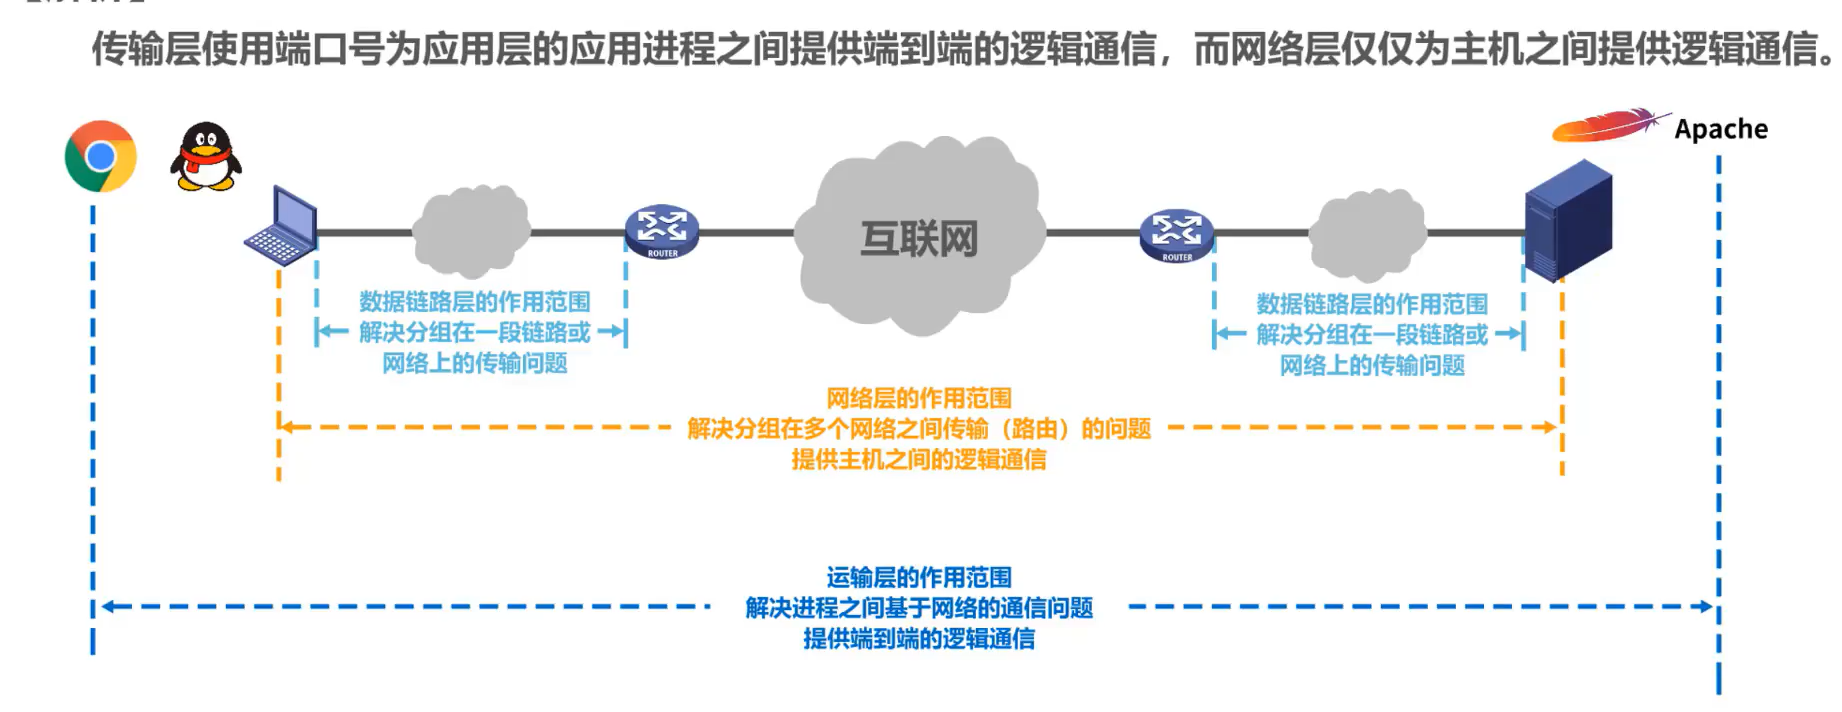 传输层使用端口号为应用层的应用进程之间提供端到端的逻辑通信，而网络层仅仅为主机之间提供逻辑通信。
Apache
互联网
ROUTER
ROUTER
数据链路层的作用范围
解决分组在一段链路或
网络上的传输问题
数据链路层的作用范围
解决分组在一段链路或
网络上的传输问题
网络层的作用范围
解决分组在多个网络之间传输（路由）的问题
提供主机之间的逻辑通信
运输层的作用范围
解决进程之间基于网络的通信问题
提供端到端的逻辑通信